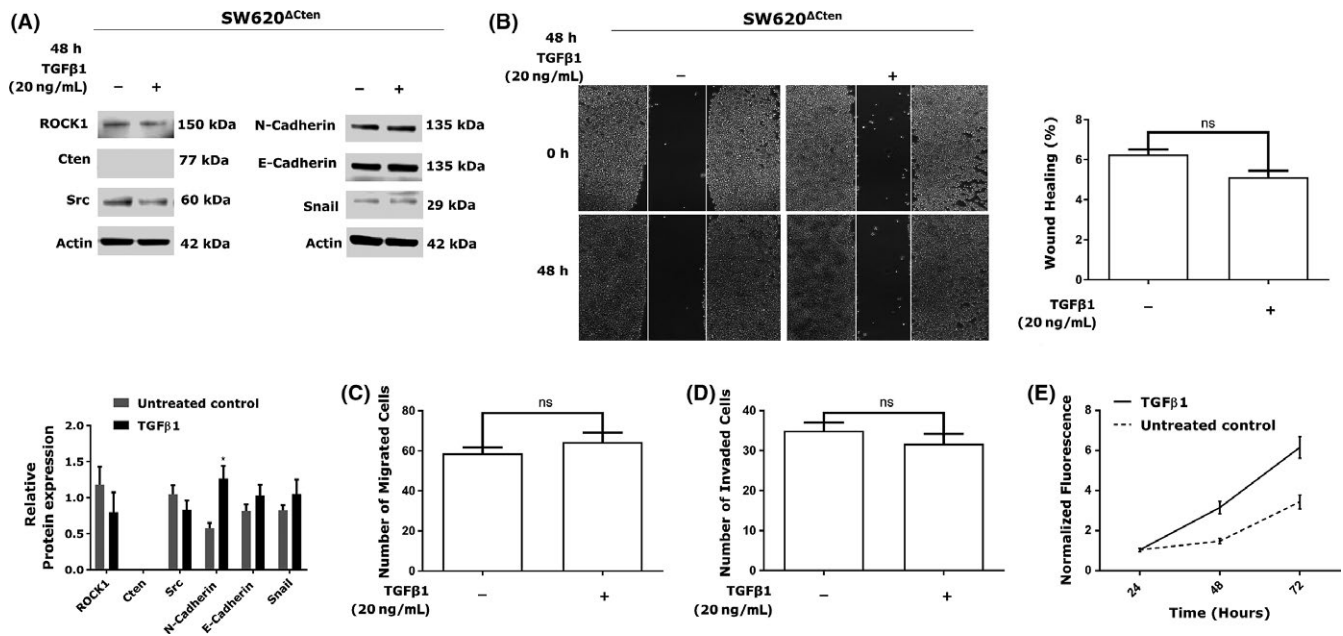 (A)
SW620ΔCten
48 h
TGFβ1
(20 ng/mL)
− +
− +
ROCK1 150 kDa
Cten 77 kDa
Src 60 kDa
Actin 42 kDa
N-Cadherin 135 kDa
E-Cadherin 135 kDa
Snail 29 kDa
Actin 42 kDa
(B)
SW620ΔCten
48 h
TGFβ1
(20 ng/mL)
− +
0 h
48 h
Wound Healing (%)
8
6
4
2
0
ns
TGFβ1
(20 ng/mL)
− +
Untreated control
TGFβ1
Relative
Protein expression
2.0
1.5
1.0
0.5
0.0
*
ROCK1
Cten
Src
N-Cadherin
E-Cadherin
Snail
(C)
Number of Migrated Cells
80
60
40
20
0
ns
TGFβ1
(20 ng/mL)
− +
(D)
Number of Invaded Cells
40
30
20
10
0
ns
TGFβ1
(20 ng/mL)
− +
(E)
TGFβ1
Untreated control
Normalized Fluorescence
8
6
4
2
0
24
48
72
Time (Hours)